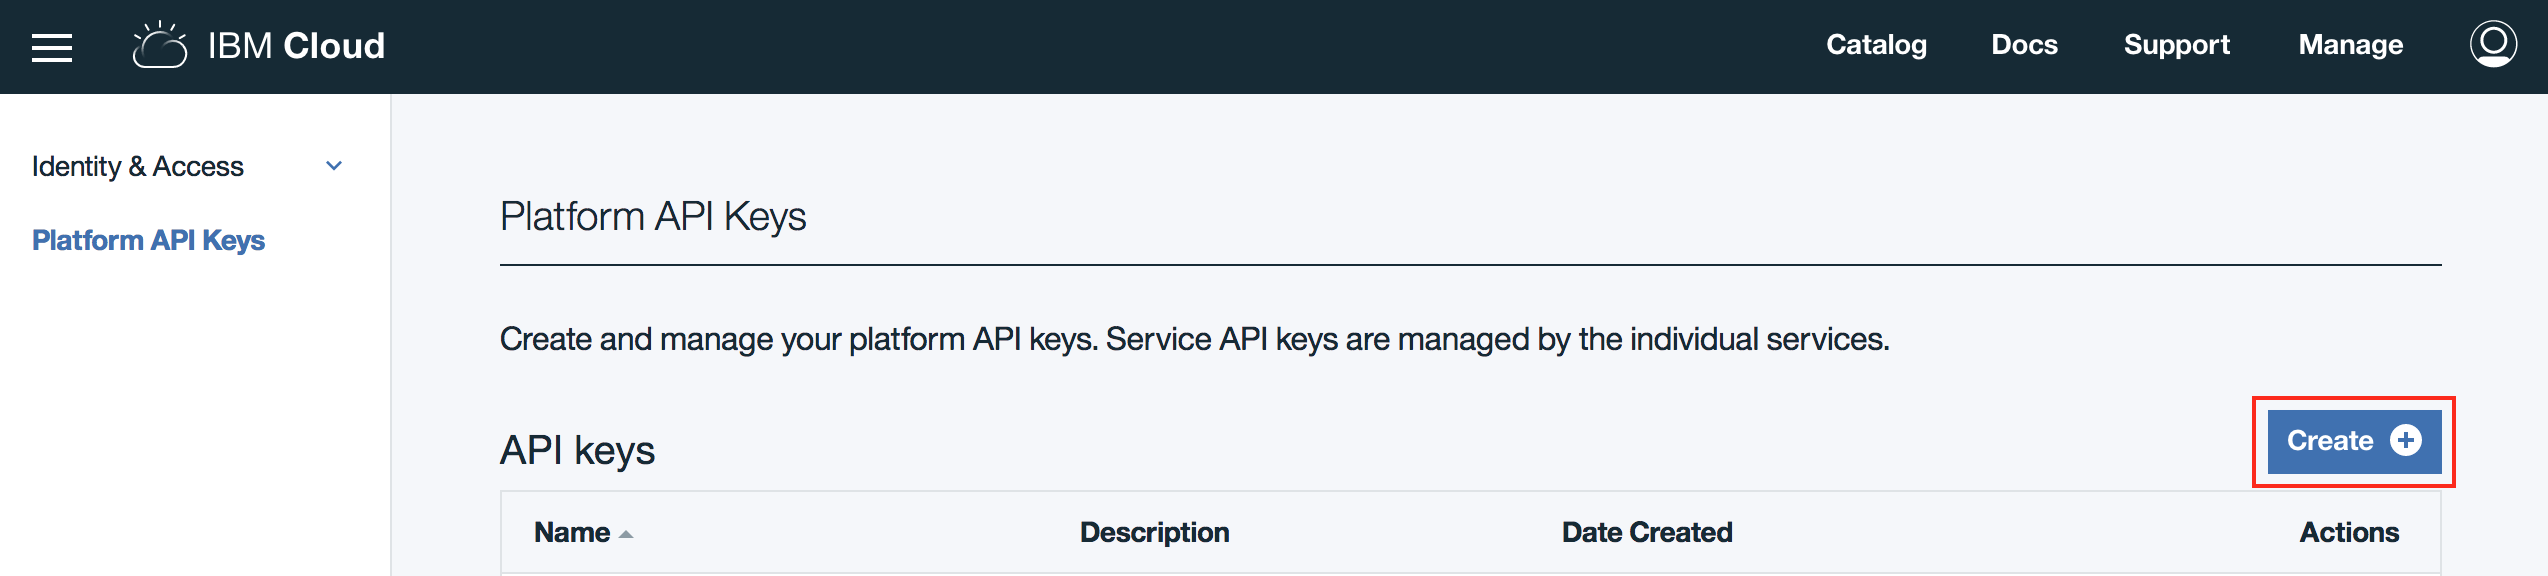 IBM Cloud
Catalog Docs Support Manage
Identity & Access
Platform API Keys
Platform API Keys
Create and manage your platform API keys. Service API keys are managed by the individual services.
API keys
Create
Name Description Date Created Actions